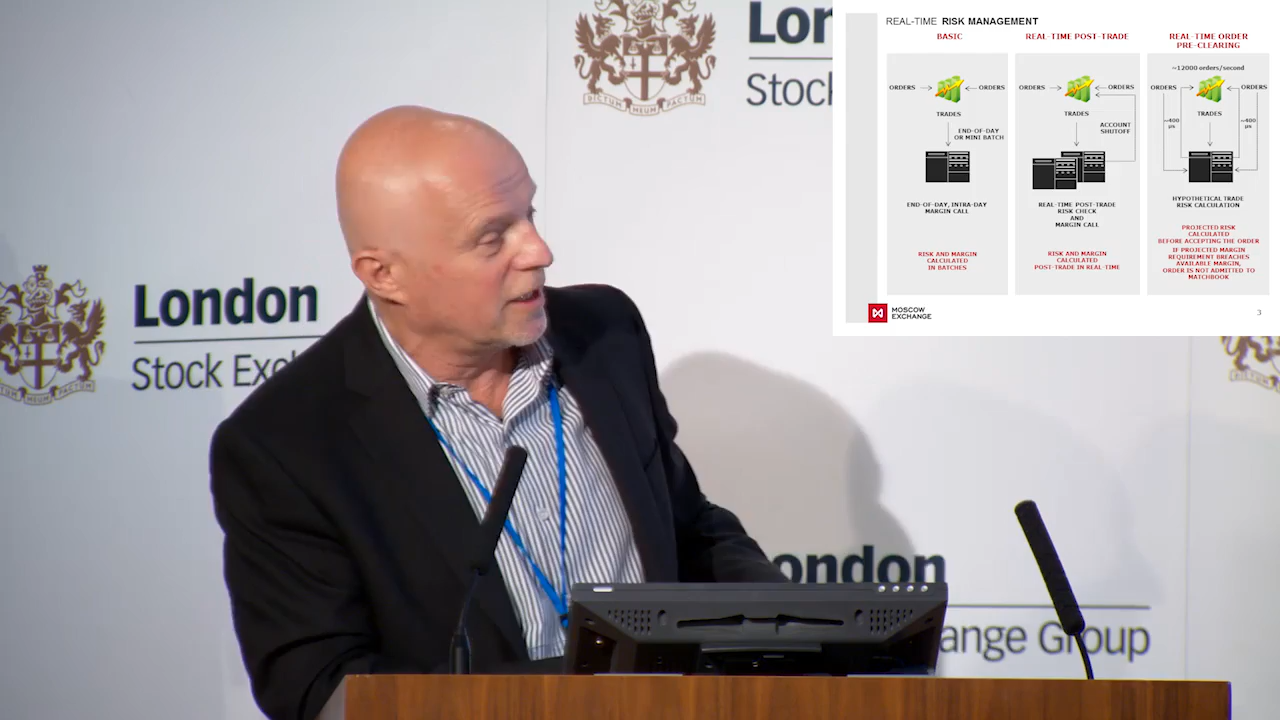 London
Stock Exc
DICTUM MEUM PACTUM
Lor
Stock
London
ange Group
REAL-TIME RISK MANAGEMENT
BASIC
ORDERS
ORDERS
TRADES
END-OF-DAY
OR MINI BATCH
END-OF-DAY, INTRA-DAY
MARGIN CALL
RISK AND MARGIN
CALCULATED
IN BATCHES
REAL-TIME POST-TRADE
ORDERS
ORDERS
TRADES
ACCOUNT
SHUTOFF
REAL-TIME POST-TRADE
RISK CHECK
AND
MARGIN CALL
RISK AND MARGIN
CALCULATED
POST-TRADE IN REAL-TIME
REAL-TIME ORDER
PRE-CLEARING
~12000 orders/second
ORDERS
ORDERS
TRADES
~400
µs
~400
µs
HYPOTHETICAL TRADE
RISK CALCULATION
PROJECTED RISK
CALCULATED
BEFORE ACCEPTING THE ORDER
IF PROJECTED MARGIN
REQUIREMENT BREACHES
AVAILABLE MARGIN,
ORDER IS NOT ADMITTED TO
MATCHBOOK
MOSCOW
EXCHANGE
3